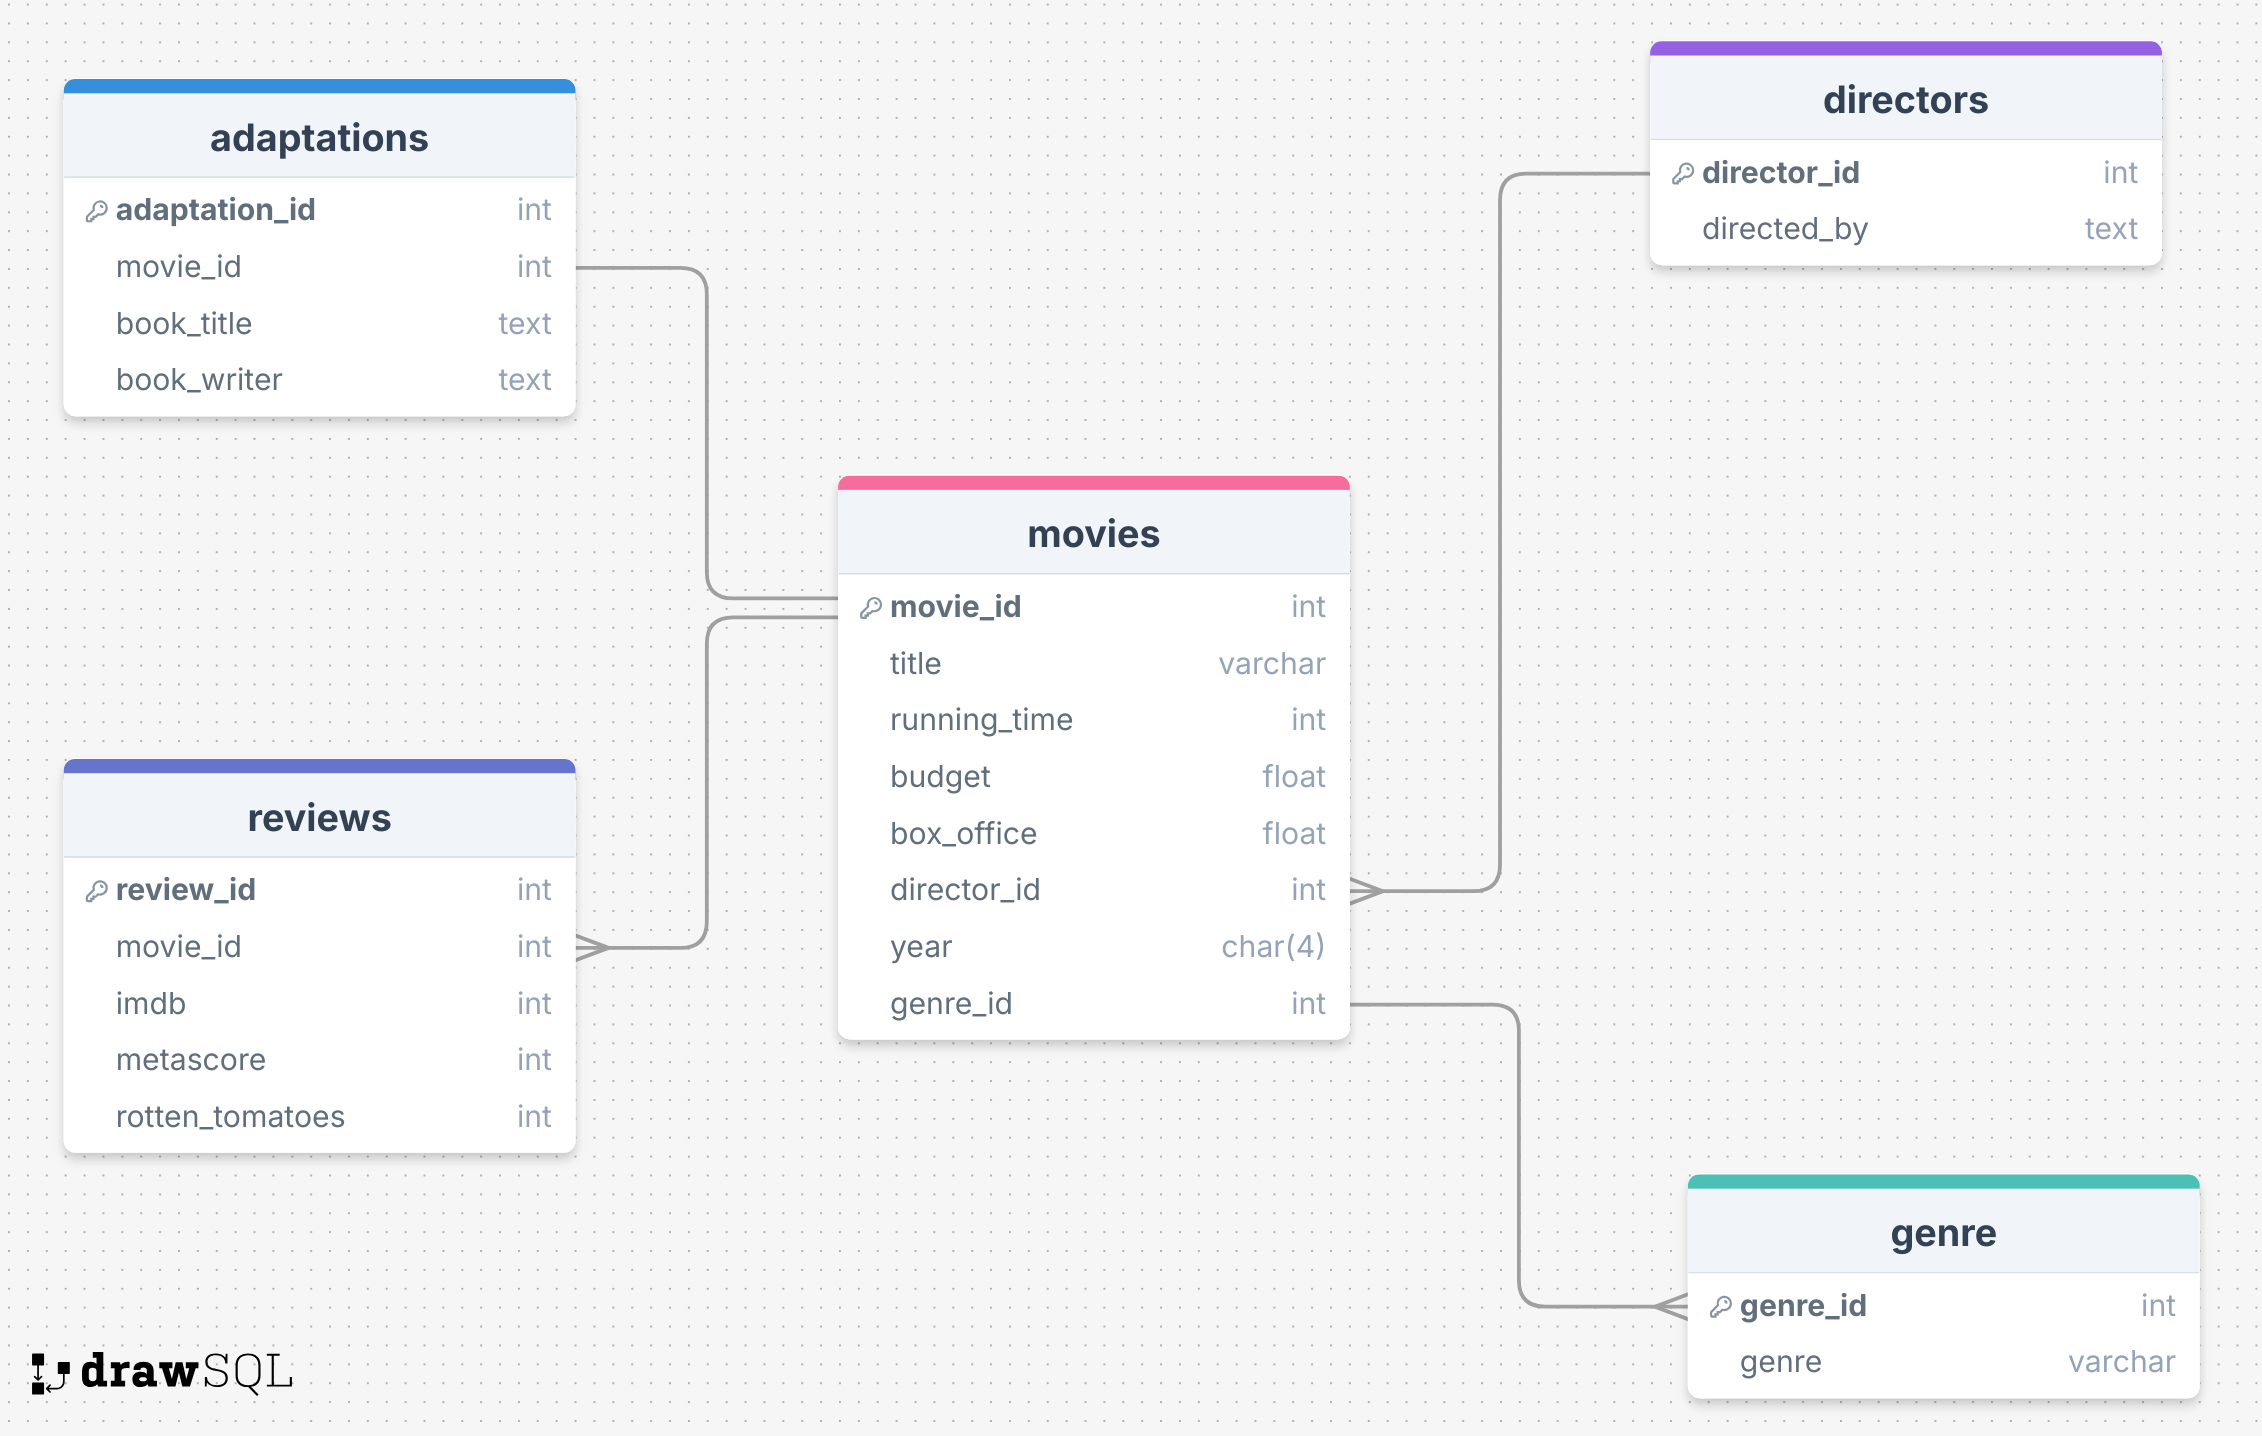 adaptations
adaptation_id int
movie_id int
book_title text
book_writer text
directors
director_id int
directed_by text
movies
movie_id int
title varchar
running_time int
budget float
box_office float
director_id int
year char(4)
genre_id int
reviews
review_id int
movie_id int
imdb int
metascore int
rotten_tomatoes int
genre
genre_id int
genre varchar
drawSQL